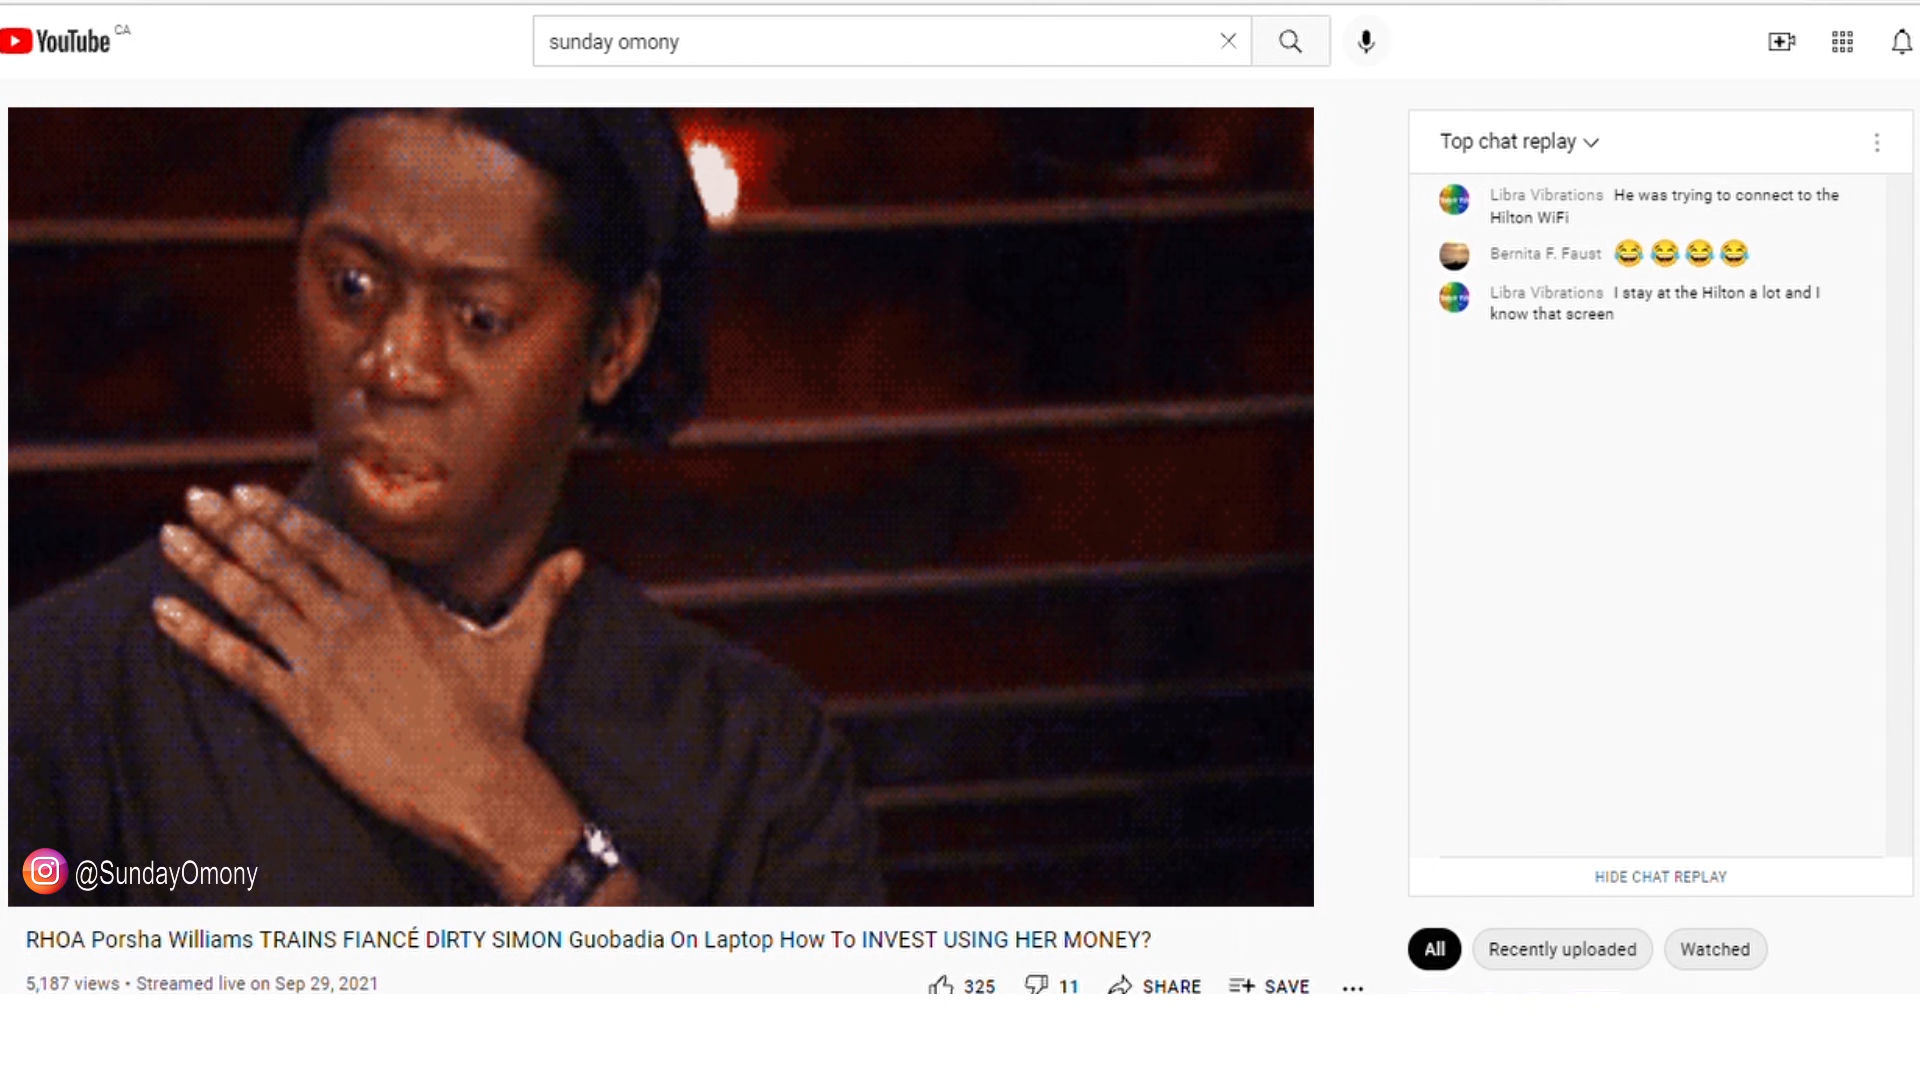 YouTube CA
sunday omony
Top chat replay
Libra Vibrations He was trying to connect to the
Hilton WiFi
Bernita F. Faust 😂😂😂😂
Libra Vibrations I stay at the Hilton a lot and I
know that screen
HIDE CHAT REPLAY
@SundayOmony
RHOA Porsha Williams TRAINS FIANCÉ DlRTY SIMON Guobadia On Laptop How To INVEST USING HER MONEY?
5,187 views • Streamed live on Sep 29, 2021
325 11 SHARE SAVE ...
All Recently uploaded Watched